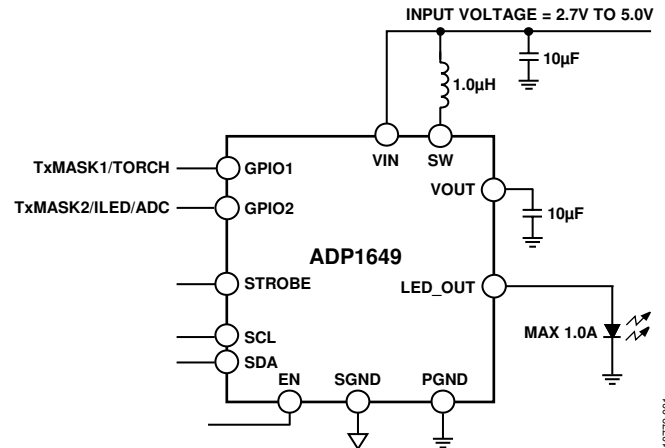 INPUT VOLTAGE = 2.7V TO 5.0V
10µF
1.0µH
VIN
SW
TxMASK1/TORCH
GPIO1
VOUT
TxMASK2/ILED/ADC
GPIO2
10µF
ADP1649
STROBE
LED_OUT
MAX 1.0A
SCL
SDA
EN
SGND
PGND